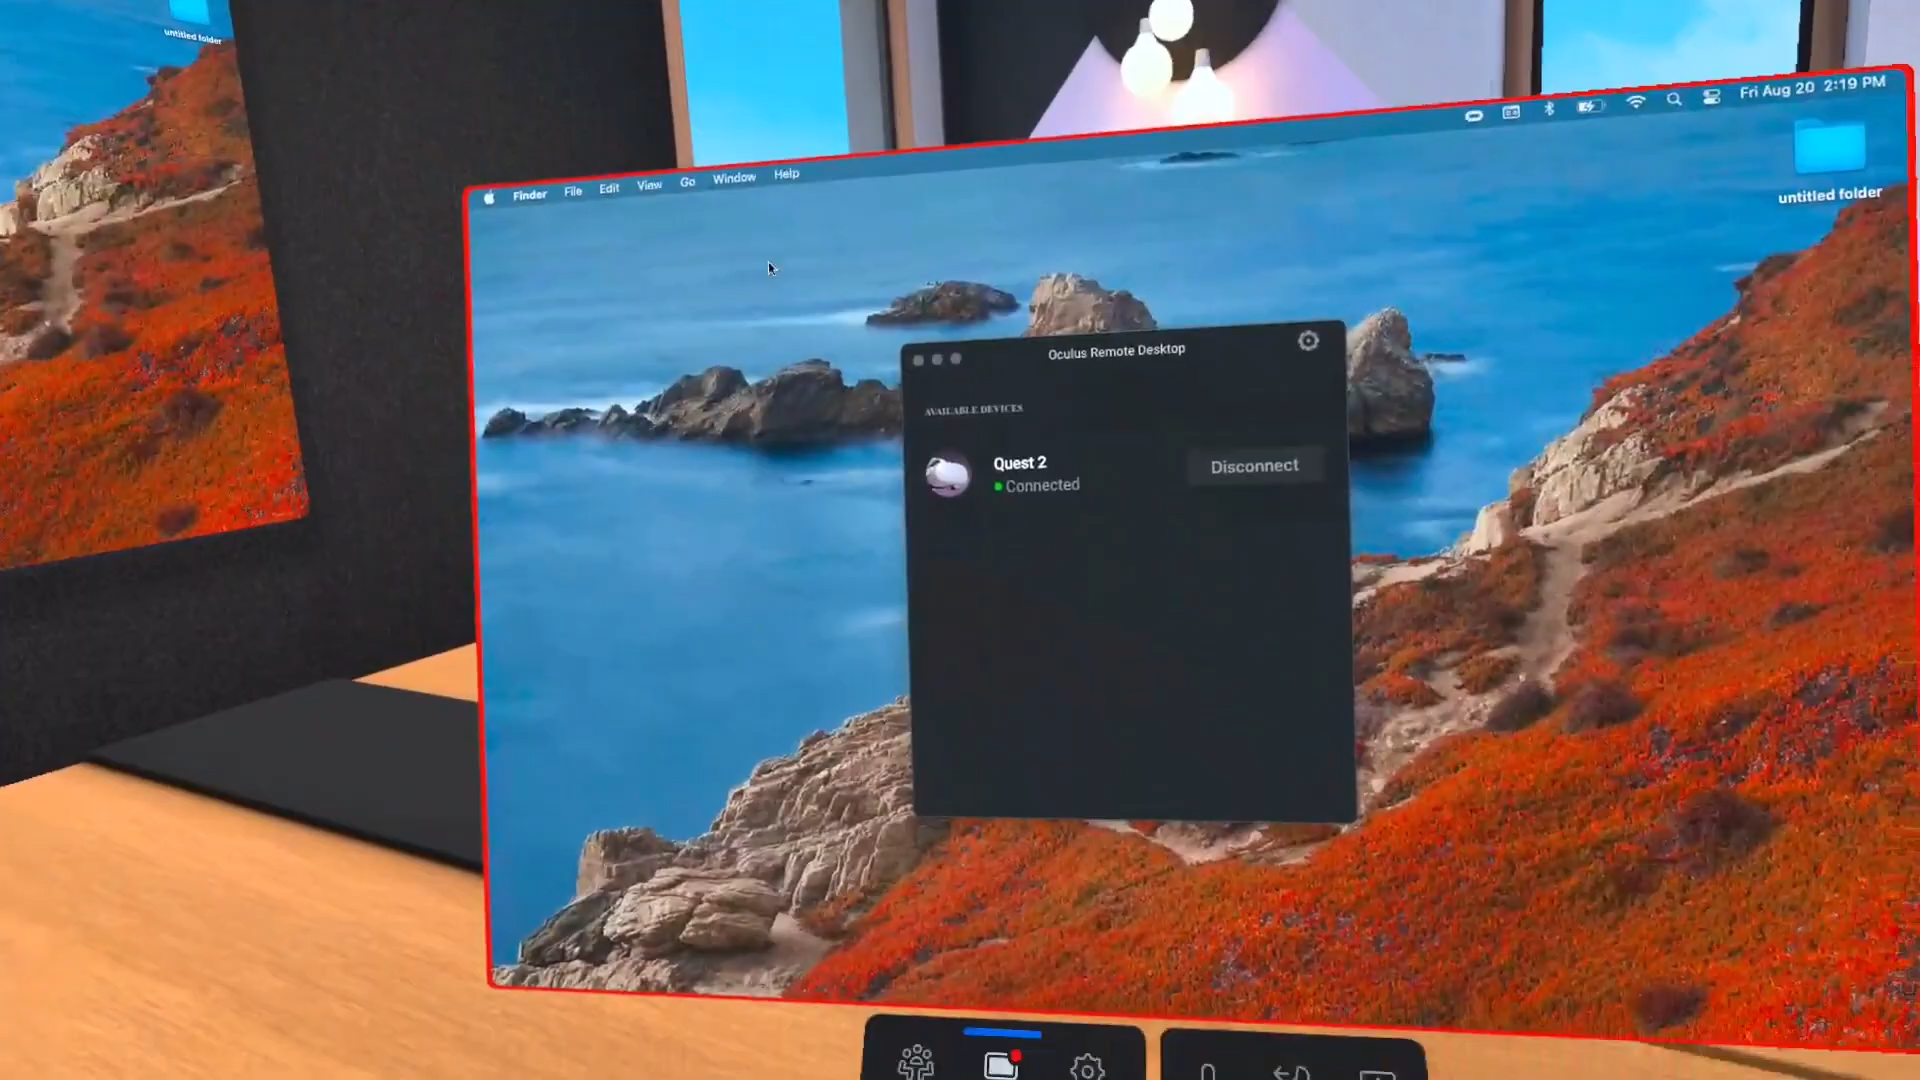 untitled folder
Finder File Edit View Go Window Help
Fri Aug 20 2:19 PM
untitled folder
Oculus Remote Desktop
AVAILABLE DEVICES
Quest 2
Connected
Disconnect